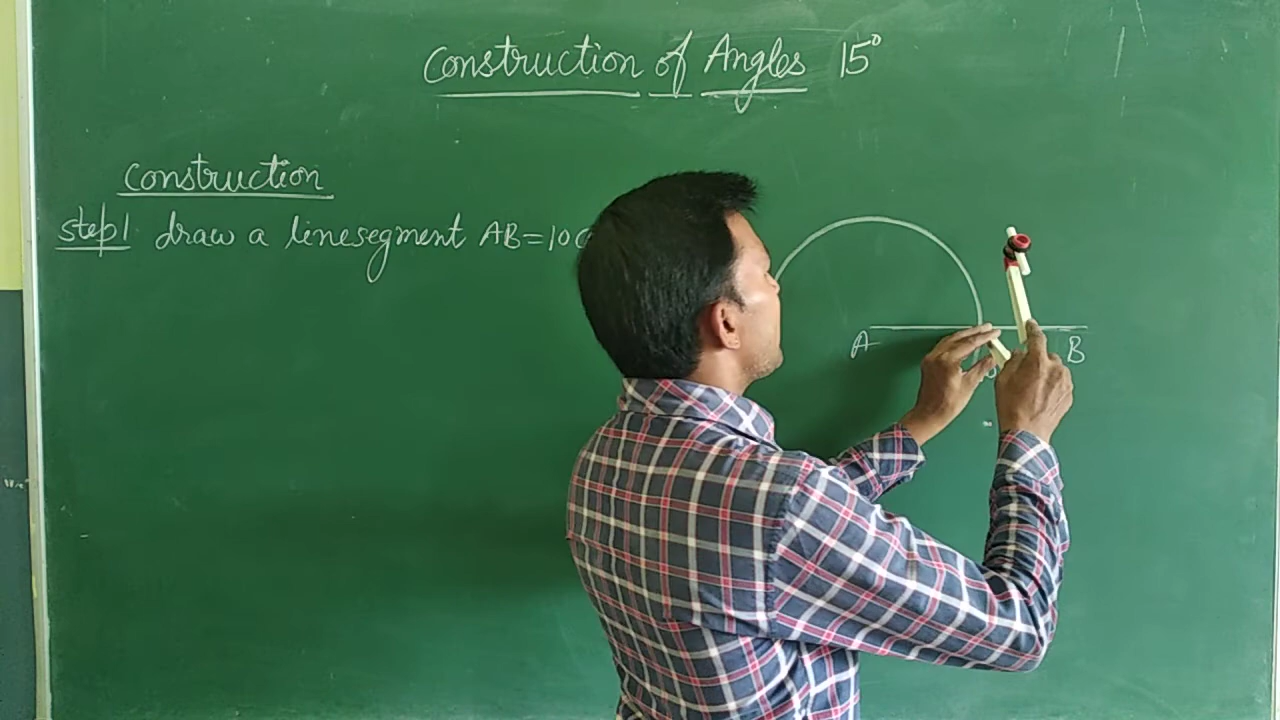 Construction of Angles 15°
Construction
step1 draw a linesegment AB=10
A
B